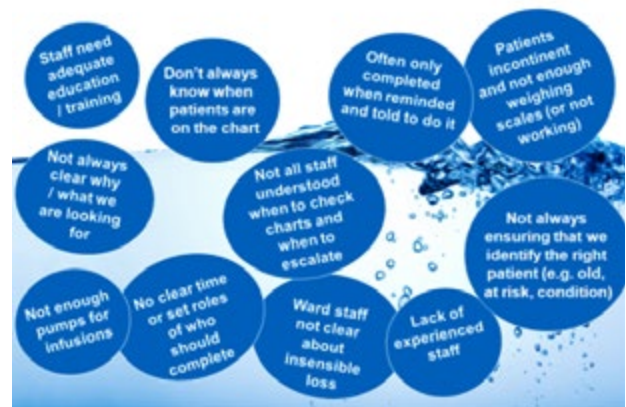 Staff need
adequate
education
/ training
Don't always
know when
patients are
on the chart
Often only
completed
when reminded
and told to do it
Patients
incontinent
and not enough
weighing
scales (or not
working)
Not always
clear why
/ what we
are looking
for
Not all staff
understood
when to check
charts and
when to
escalate
Not always
ensuring that we
identify the right
patient (e.g. old,
at risk, condition)
Not enough
pumps for
infusions
No clear time
or set roles
of who
should
complete
Ward staff
not clear
about
insensible
loss
Lack of
experienced
staff